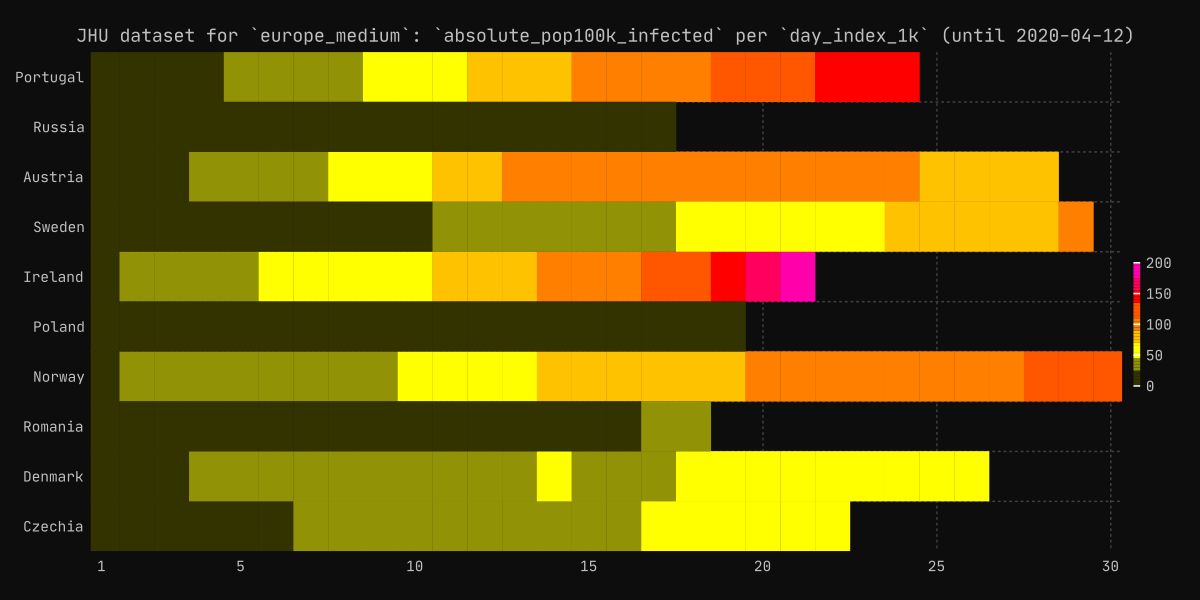 JHU dataset for `europe_medium`: `absolute_pop100k_infected` per `day_index_1k` (until 2020-04-12)
Portugal
Russia
Austria
Sweden
Ireland
Poland
Norway
Romania
Denmark
Czechia
200
150
100
50
0
1 5 10 15 20 25 30